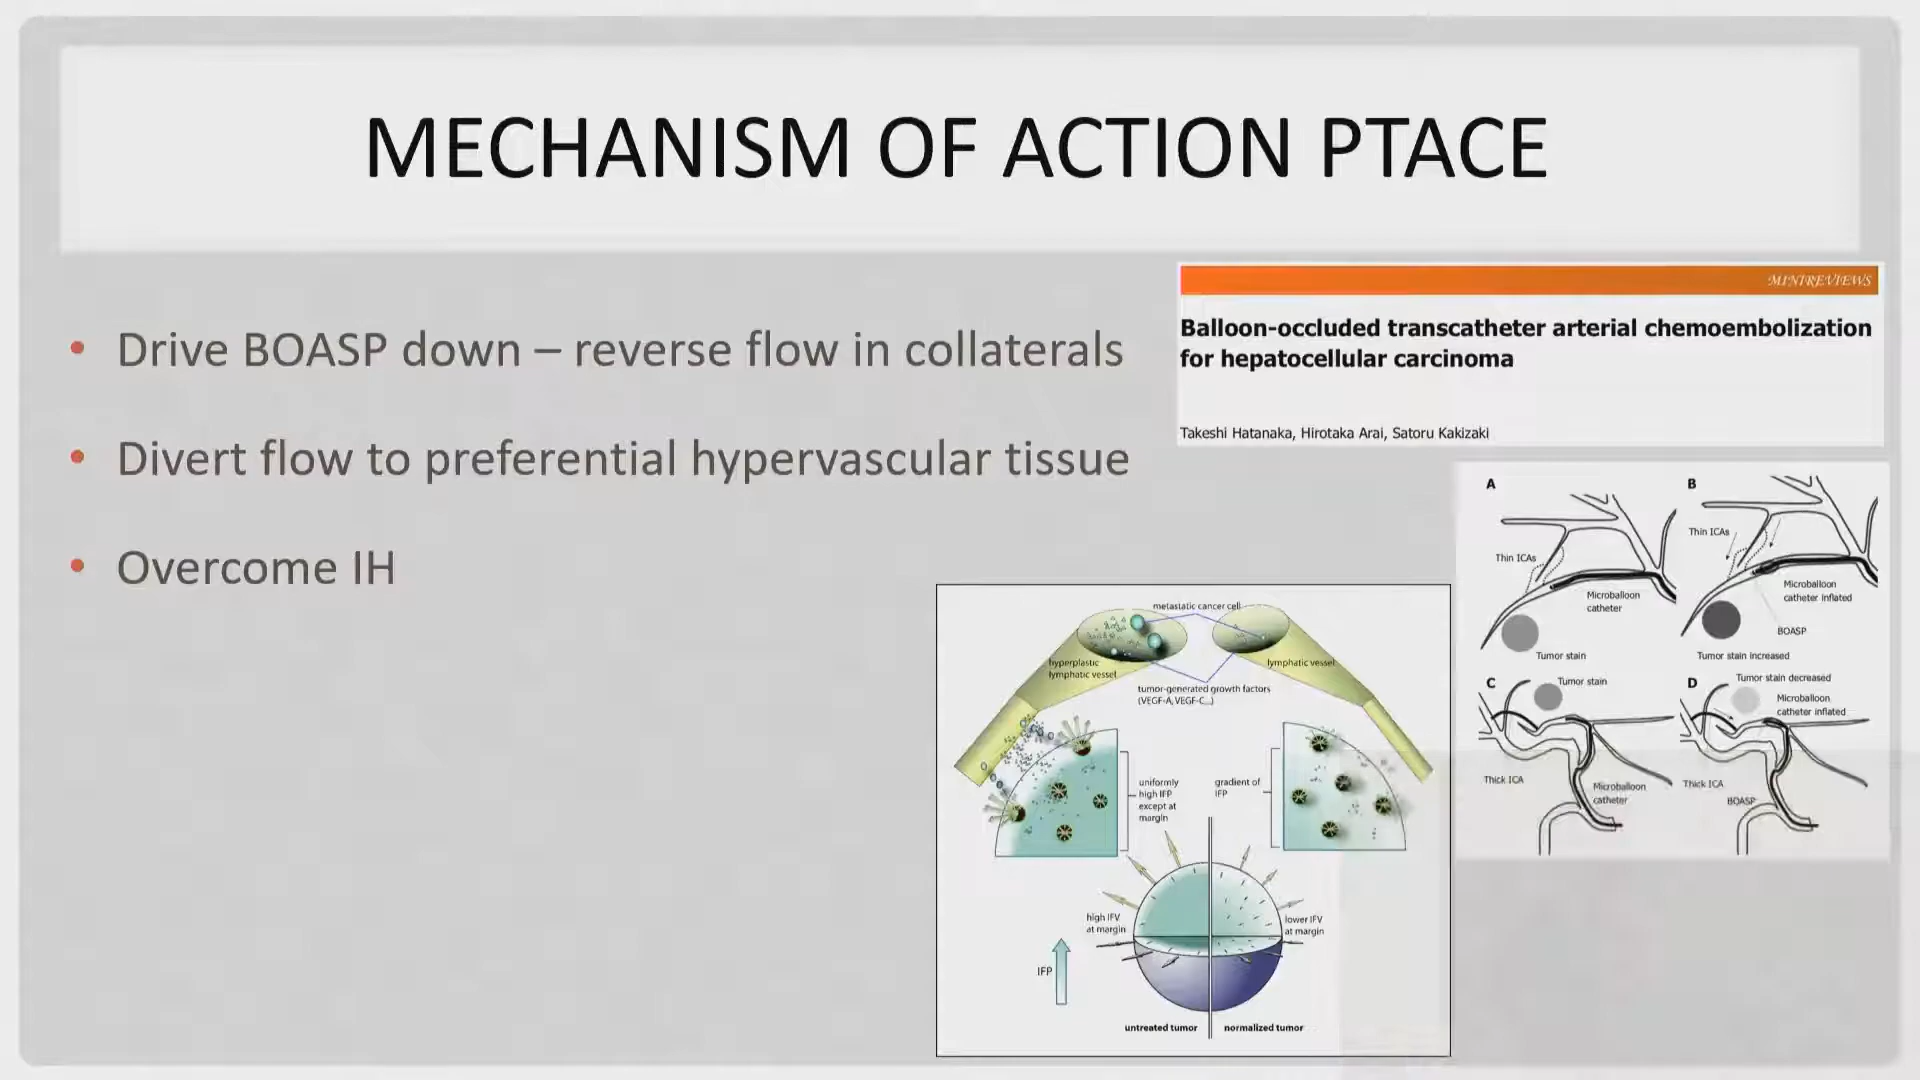 MECHANISM OF ACTION PTACE
• Drive BOASP down – reverse flow in collaterals
• Divert flow to preferential hypervascular tissue
• Overcome IH
MINIREVIEWS
Balloon-occluded transcatheter arterial chemoembolization
for hepatocellular carcinoma
Takeshi Hatanaka, Hirotaka Arai, Satoru Kakizaki
A
Thin ICAs
Microballoon
catheter
Tumor stain
B
Thin ICAs
Microballoon
catheter inflated
BOASP
Tumor stain increased
C
Tumor stain
Thick ICA
Microballoon
catheter
D
Tumor stain decreased
Microballoon
catheter inflated
Thick ICA
BOASP
metastatic cancer cell
hyperplastic
lymphatic vessel
lymphatic vessel
tumor-generated growth factors
(VEGF-A, VEGF-C...)
uniformly
high IFP
except at
margin
gradient of
IFP
high IFV
at margin
lower IFV
at margin
IFP
untreated tumor
normalized tumor